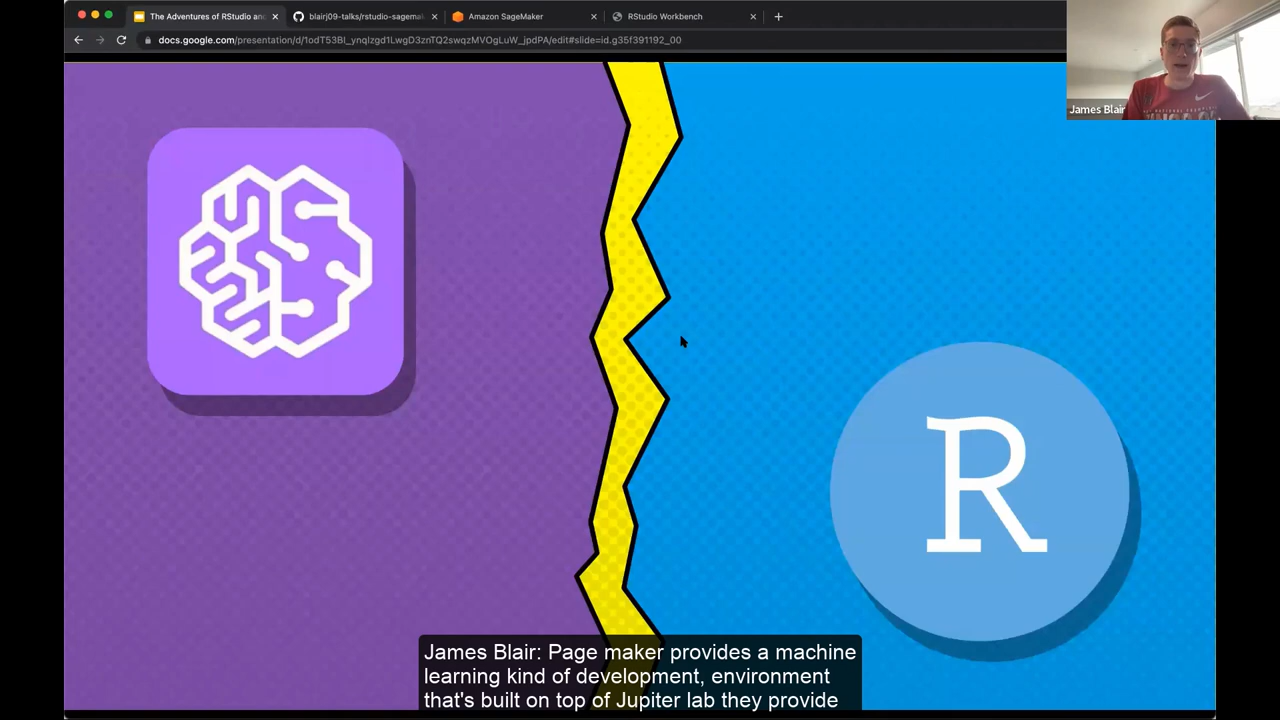 The Adventures of RStudio and
blairj09-talks/rstudio-sagema
Amazon SageMaker
RStudio Workbench
docs.google.com/presentation/d/1odT53BI_ynqIzgd1LwgD3znTQ2swqzMVOgLuW_jpdPA/edit#slide=id.g35f391192_00
James Blair
R
James Blair: Page maker provides a machine
learning kind of development, environment
that's built on top of Jupiter lab they provide